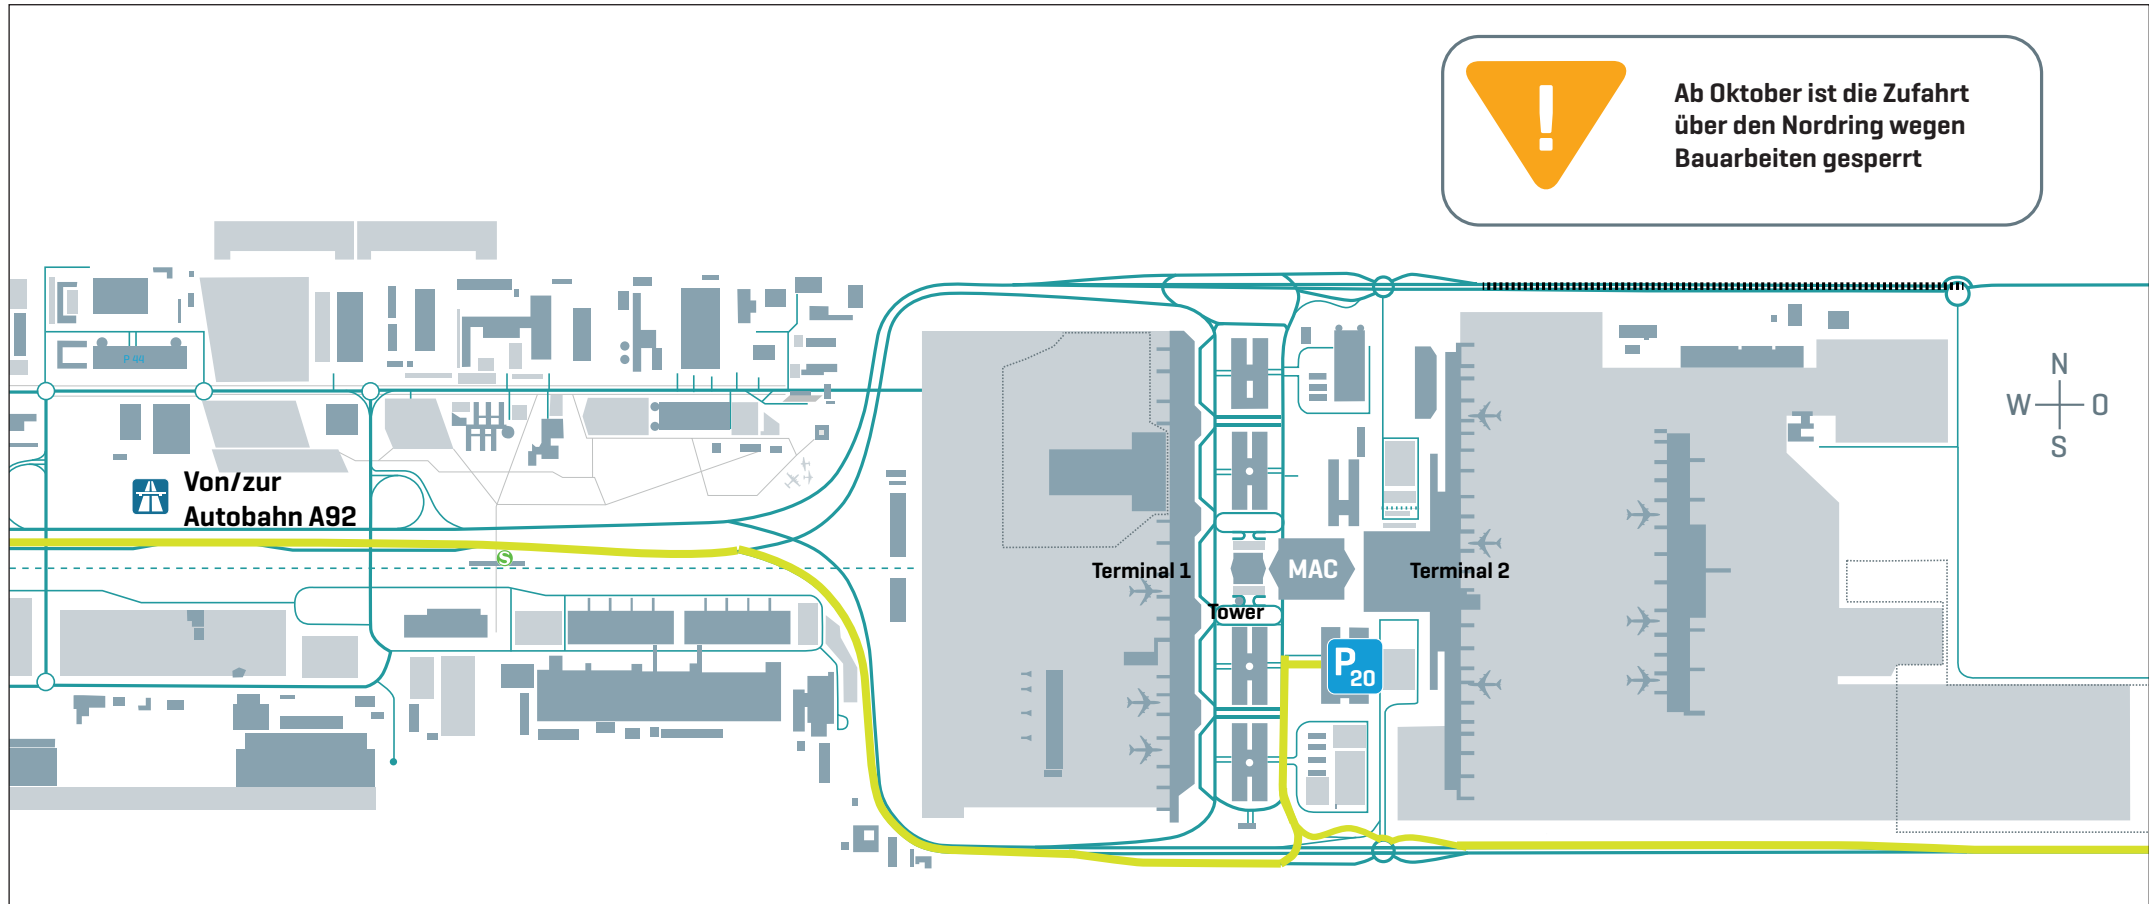 Ab Oktober ist die Zufahrt
über den Nordring wegen
Bauarbeiten gesperrt
!
P 44
N
W
O
S
Von/zur
Autobahn A92
S
Terminal 1
MAC
Terminal 2
Tower
P
20